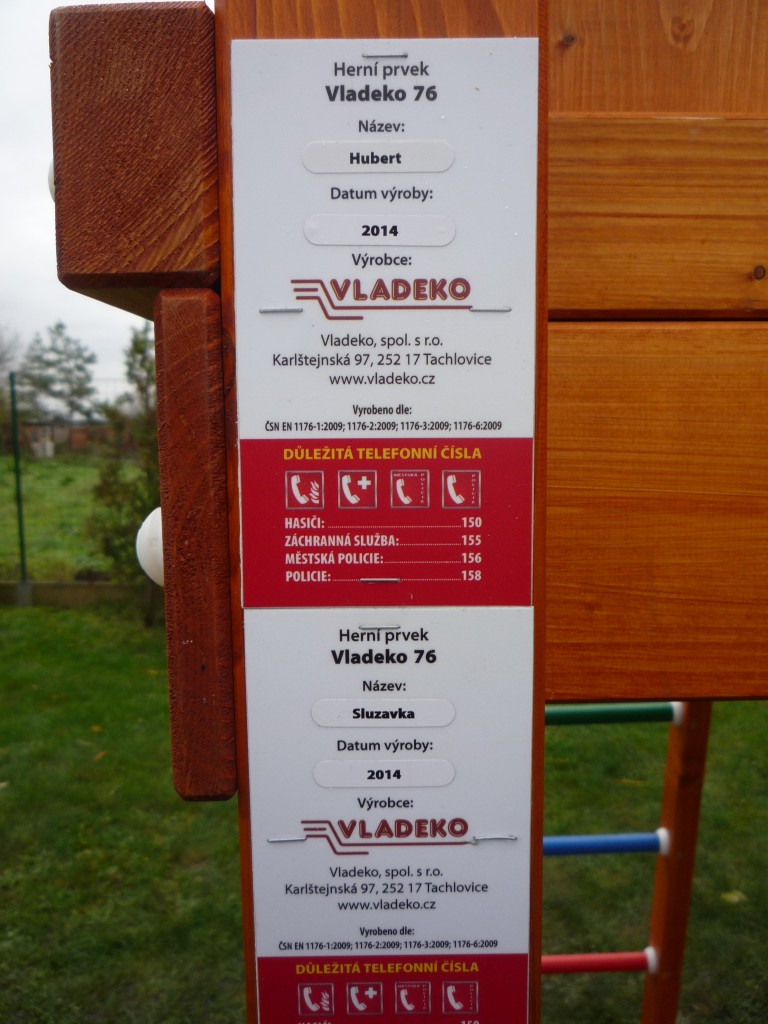 Herní prvek
Vladeko 76
Název:
Hubert
Datum výroby:
2014
Výrobce:
VLADEKO
Vladeko, spol. s r.o.
Karlštejnská 97, 252 17 Tachlovice
www.vladeko.cz
Vyrobeno dle:
ČSN EN 1176-1:2009; 1176-2:2009; 1176-3:2009; 1176-6:2009
DŮLEŽITÁ TELEFONNÍ ČÍSLA
MĚSTSKÁ POLICIE
POLICIE
HASIČI: 150
ZÁCHRANNÁ SLUŽBA: 155
MĚSTSKÁ POLICIE: 156
POLICIE: 158
Herní prvek
Vladeko 76
Název:
Sluzavka
Datum výroby:
2014
Výrobce:
VLADEKO
Vladeko, spol. s r.o.
Karlštejnská 97, 252 17 Tachlovice
www.vladeko.cz
Vyrobeno dle:
ČSN EN 1176-1:2009; 1176-2:2009; 1176-3:2009; 1176-6:2009
DŮLEŽITÁ TELEFONNÍ ČÍSLA